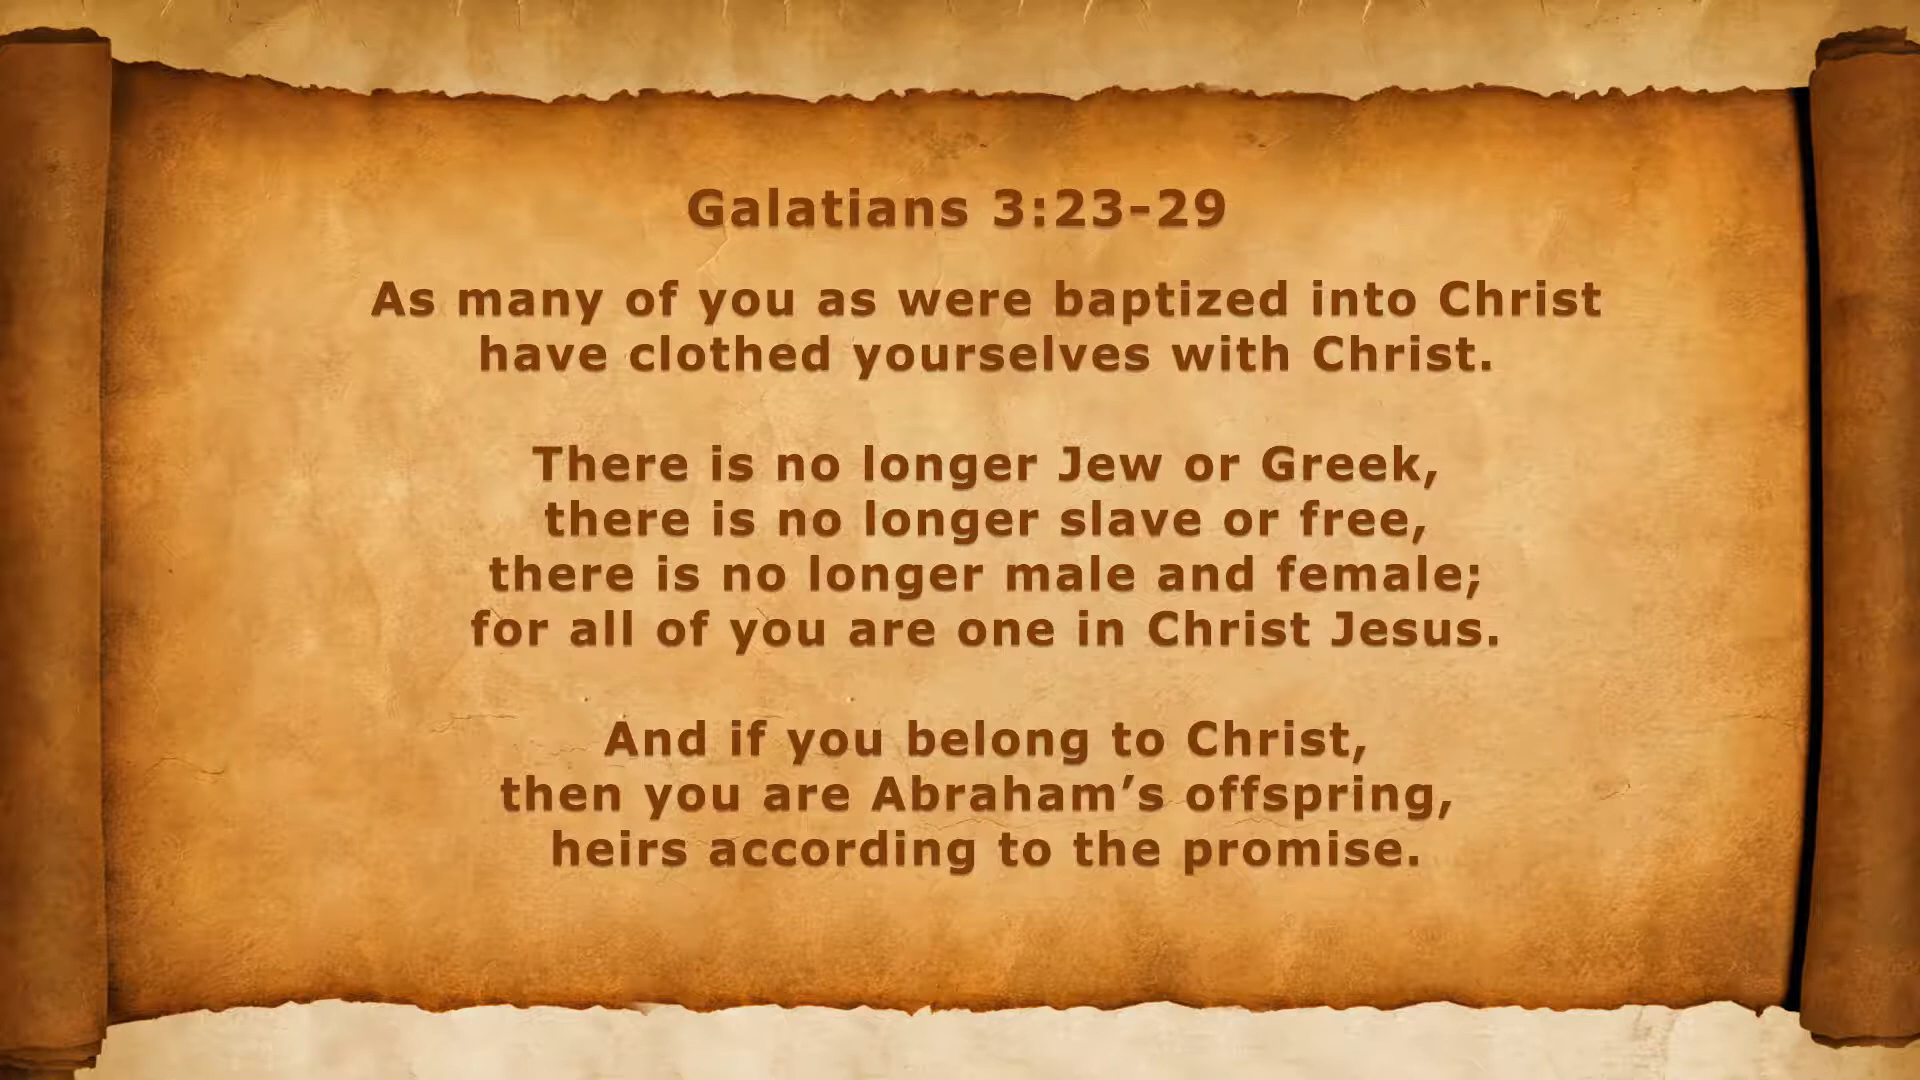 Galatians 3:23-29
As many of you as were baptized into Christ
have clothed yourselves with Christ.
There is no longer Jew or Greek,
there is no longer slave or free,
there is no longer male and female;
for all of you are one in Christ Jesus.
And if you belong to Christ,
then you are Abraham’s offspring,
heirs according to the promise.